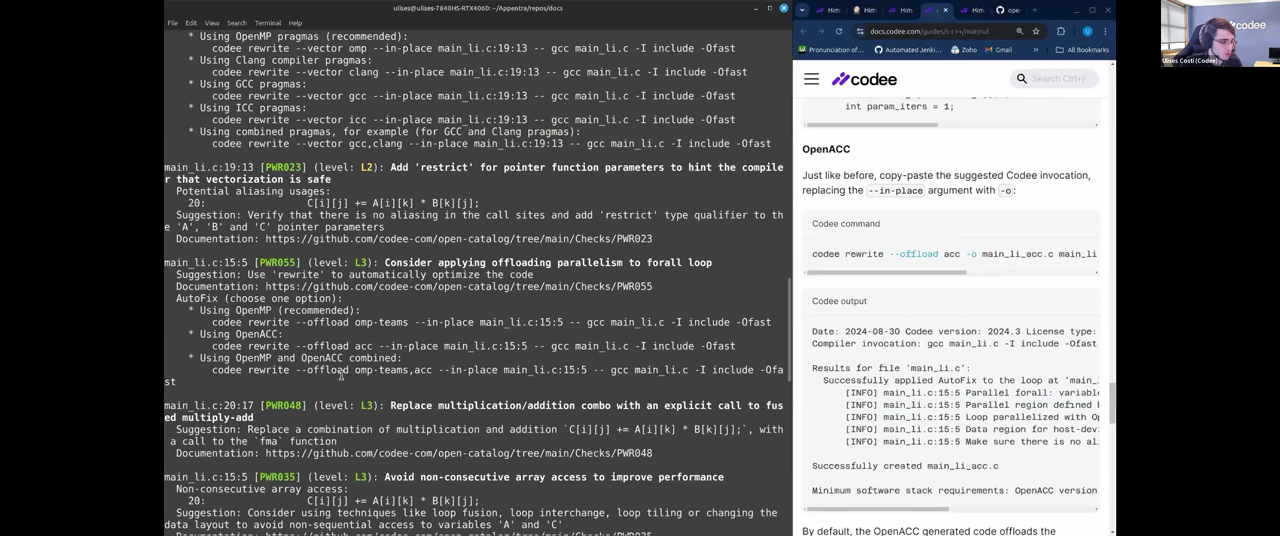 ulises@ulises-7840HS-RTX4060: ~/Appentra/repos/docs
File Edit View Search Terminal Help
* Using OpenMP pragmas (recommended):
codee rewrite --vector omp --in-place main_li.c:19:13 -- gcc main_li.c -I include -Ofast
* Using Clang compiler pragmas:
codee rewrite --vector clang --in-place main_li.c:19:13 -- gcc main_li.c -I include -Ofast
* Using GCC pragmas:
codee rewrite --vector gcc --in-place main_li.c:19:13 -- gcc main_li.c -I include -Ofast
* Using ICC pragmas:
codee rewrite --vector icc --in-place main_li.c:19:13 -- gcc main_li.c -I include -Ofast
* Using combined pragmas, for example (for GCC and Clang pragmas):
codee rewrite --vector gcc,clang --in-place main_li.c:19:13 -- gcc main_li.c -I include -Ofast
main_li.c:19:13 [PWR023] (level: L2): Add 'restrict' for pointer function parameters to hint the compile
r that vectorization is safe
Potential aliasing usages:
20: C[i][j] += A[i][k] * B[k][j];
Suggestion: Verify that there is no aliasing in the call sites and add 'restrict' type qualifier to th
e 'A', 'B' and 'C' pointer parameters
Documentation: https://github.com/codee-com/open-catalog/tree/main/Checks/PWR023
main_li.c:15:5 [PWR055] (level: L3): Consider applying offloading parallelism to forall loop
Suggestion: Use 'rewrite' to automatically optimize the code
Documentation: https://github.com/codee-com/open-catalog/tree/main/Checks/PWR055
AutoFix (choose one option):
* Using OpenMP (recommended):
codee rewrite --offload omp-teams --in-place main_li.c:15:5 -- gcc main_li.c -I include -Ofast
* Using OpenACC:
codee rewrite --offload acc --in-place main_li.c:15:5 -- gcc main_li.c -I include -Ofast
* Using OpenMP and OpenACC combined:
codee rewrite --offload omp-teams,acc --in-place main_li.c:15:5 -- gcc main_li.c -I include -Ofa
st
main_li.c:20:17 [PWR048] (level: L3): Replace multiplication/addition combo with an explicit call to fus
ed multiply-add
Suggestion: Replace a combination of multiplication and addition `C[i][j] += A[i][k] * B[k][j];`, with
a call to the `fma` function
Documentation: https://github.com/codee-com/open-catalog/tree/main/Checks/PWR048
main_li.c:15:5 [PWR035] (level: L3): Avoid non-consecutive array access to improve performance
Non-consecutive array access:
20: C[i][j] += A[i][k] * B[k][j];
Suggestion: Consider using techniques like loop fusion, loop interchange, loop tiling or changing the
data layout to avoid non-sequential access to variables 'A' and 'C'
docs.codee.com/guides/c-c++/matmul
Pronunciation of... Automated Jenki... Zoho Gmail All Bookmarks
codee
Search Ctrl+K
int param_iters = 1;
OpenACC
Just like before, copy-paste the suggested Codee invocation,
replacing the --in-place argument with -o:
Codee command
codee rewrite --offload acc -o main_li_acc.c main_li
Codee output
Date: 2024-08-30 Codee version: 2024.3 License type:
Compiler invocation: gcc main_li.c -I include -Ofast
Results for file 'main_li.c':
Successfully applied AutoFix to the loop at 'main_
[INFO] main_li.c:15:5 Parallel forall: variable
[INFO] main_li.c:15:5 Parallel region defined b
[INFO] main_li.c:15:5 Loop parallelized with Op
[INFO] main_li.c:15:5 Data region for host-devi
[INFO] main_li.c:15:5 Make sure there is no ali
Successfully created main_li_acc.c
Minimum software stack requirements: OpenACC version
By default, the OpenACC generated code offloads the
codee
Ulises Costi (Codee)